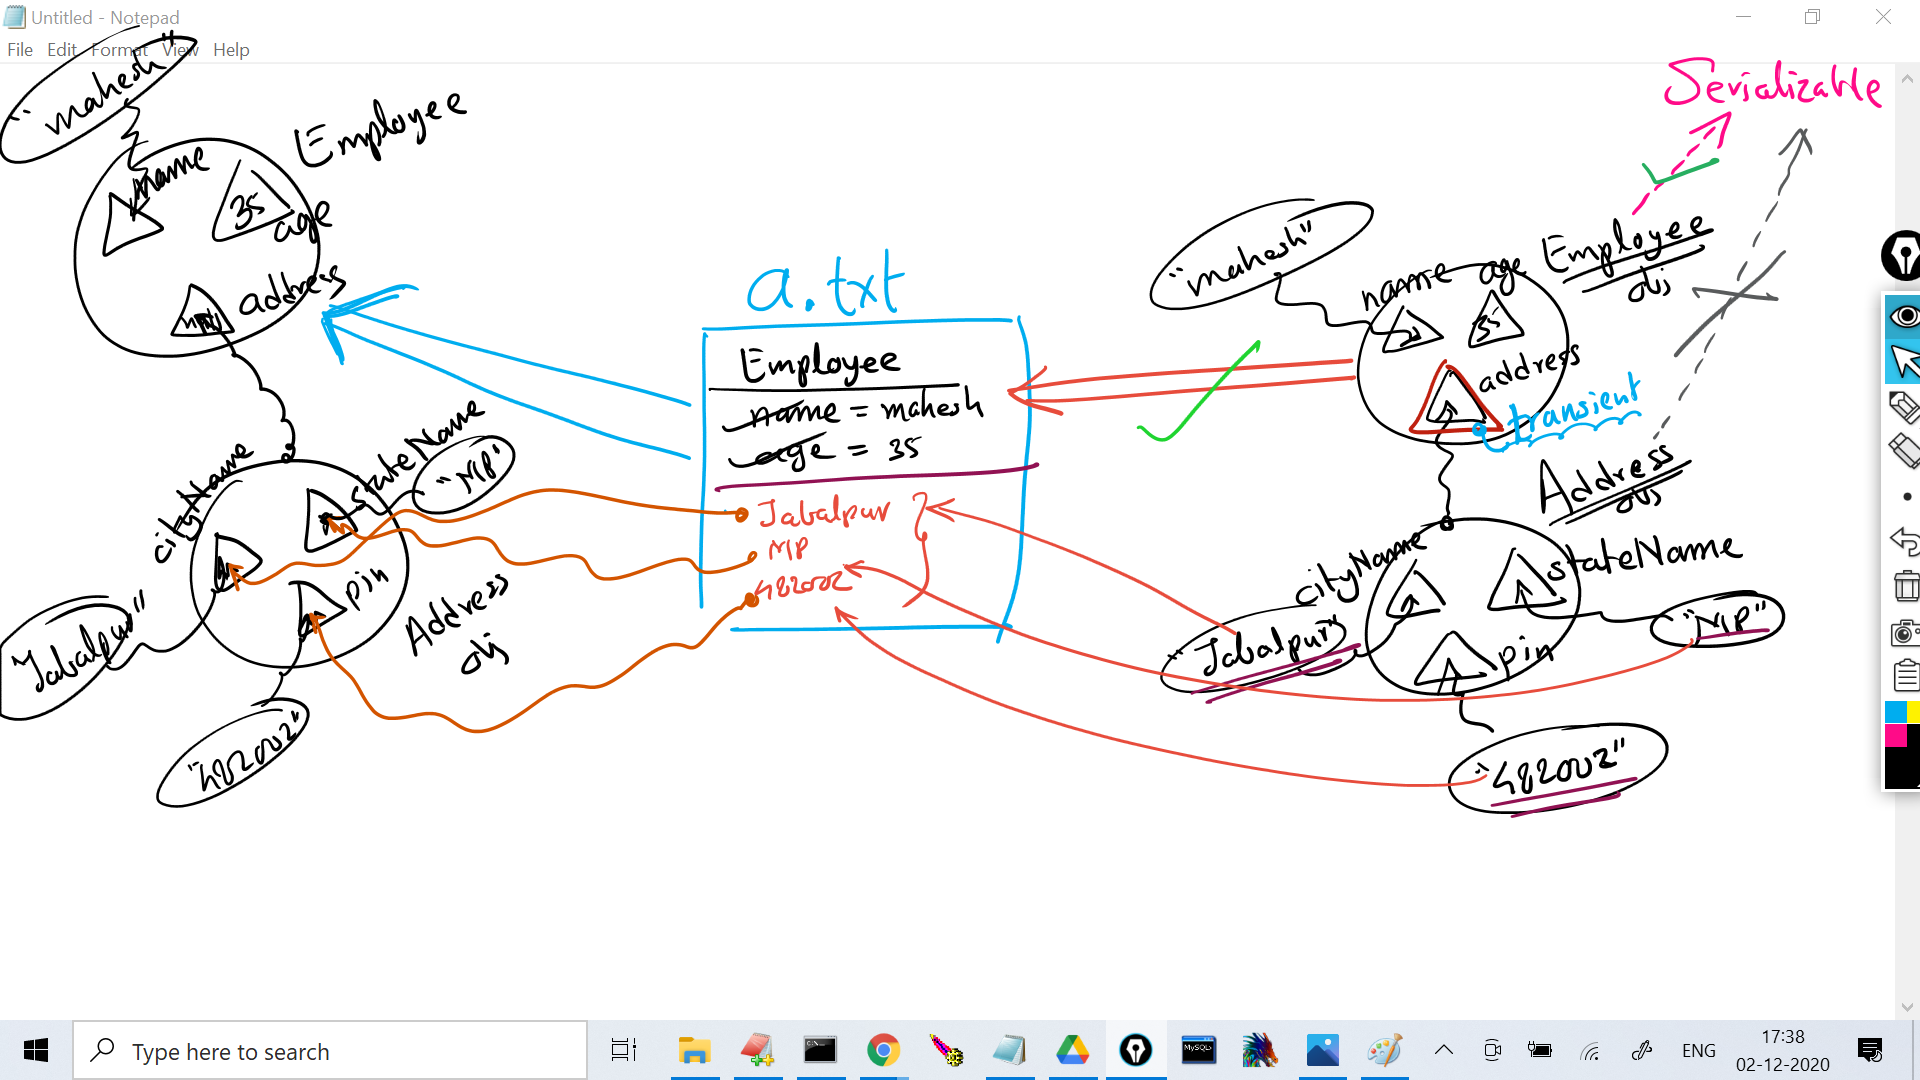 Untitled - Notepad
File Edit Format View Help
"mahesh"
Employee
name
35
age
address
cityName
stateName
"MP"
pin
Address
obj
"Jabalpur"
"482002"
a.txt
Employee
name = mahesh
age = 35
Jabalpur
MP
482002
Serializable
Employee
obj
"mahesh"
name age
35
address
transient
Address
obj
cityName
stateName
"Jabalpur"
"MP"
pin
"482002"
Type here to search
MySQL
ENG
17:38
02-12-2020